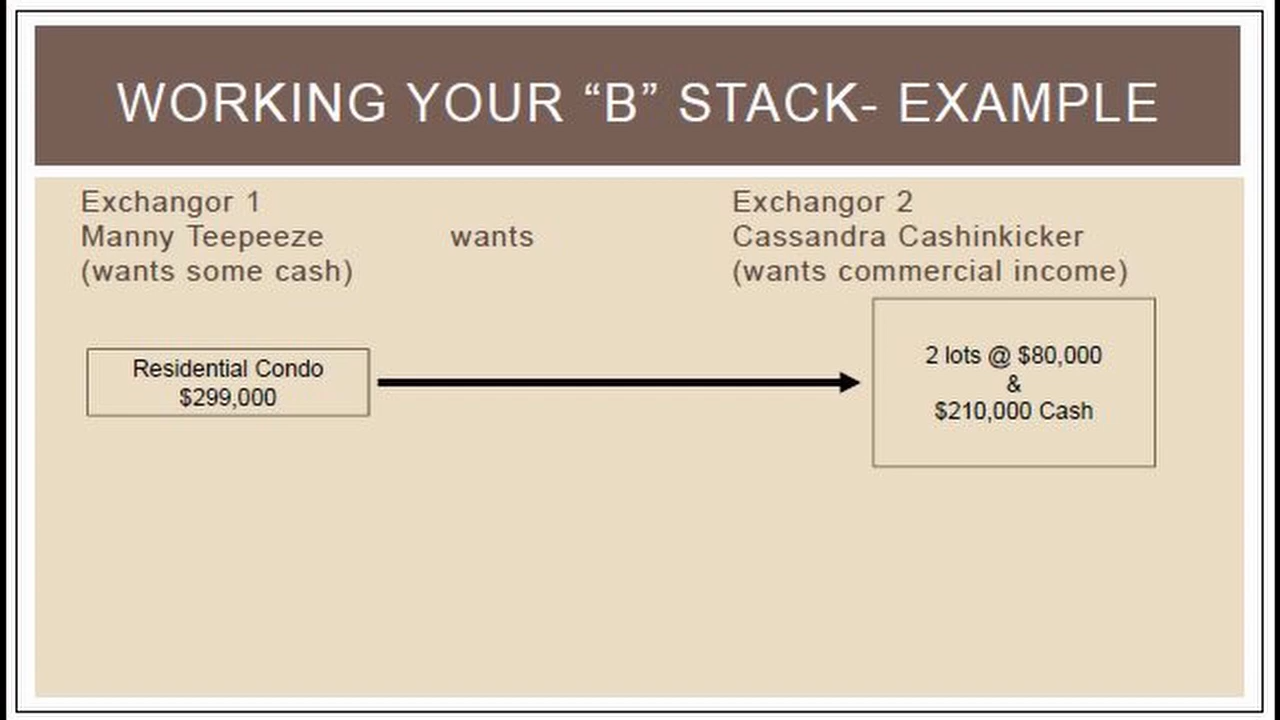 WORKING YOUR “B” STACK- EXAMPLE
Exchangor 1
Manny Teepeeze
(wants some cash)
wants
Exchangor 2
Cassandra Cashinkicker
(wants commercial income)
Residential Condo
$299,000
2 lots @ $80,000
&
$210,000 Cash